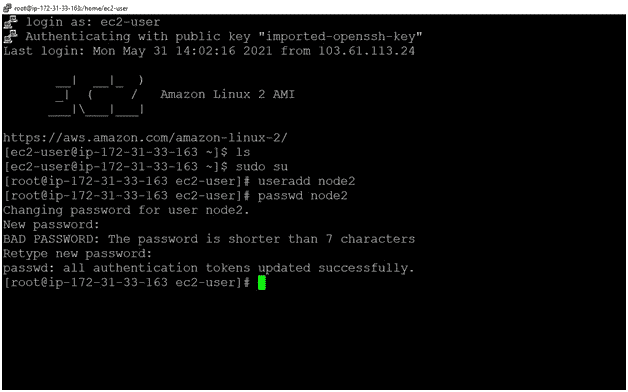 root@ip-172-31-33-163:/home/ec2-user
login as: ec2-user
Authenticating with public key "imported-openssh-key"
Last login: Mon May 31 14:02:16 2021 from 103.61.113.24
       __|  __|_  )
       _|  (     /   Amazon Linux 2 AMI
      ___|\___|___|
https://aws.amazon.com/amazon-linux-2/
[ec2-user@ip-172-31-33-163 ~]$ ls
[ec2-user@ip-172-31-33-163 ~]$ sudo su
[root@ip-172-31-33-163 ec2-user]# useradd node2
[root@ip-172-31-33-163 ec2-user]# passwd node2
Changing password for user node2.
New password:
BAD PASSWORD: The password is shorter than 7 characters
Retype new password:
passwd: all authentication tokens updated successfully.
[root@ip-172-31-33-163 ec2-user]#